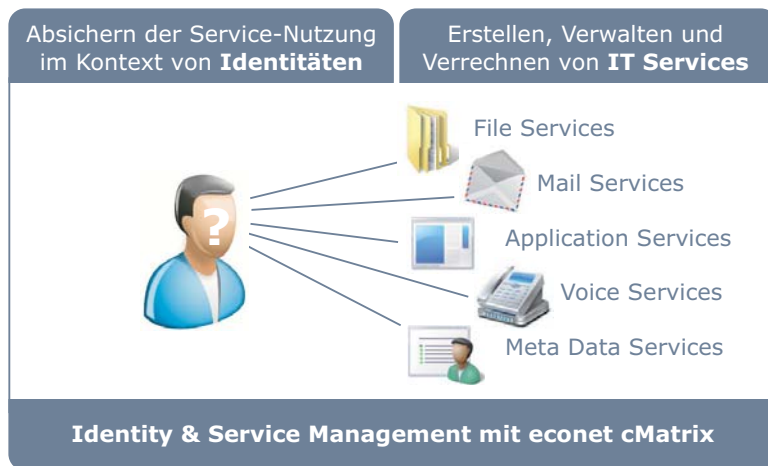 Absichern der Service-Nutzung
im Kontext von Identitäten
Erstellen, Verwalten und
Verrechnen von IT Services
File Services
Mail Services
?
Application Services
Voice Services
Meta Data Services
Identity & Service Management mit econet cMatrix